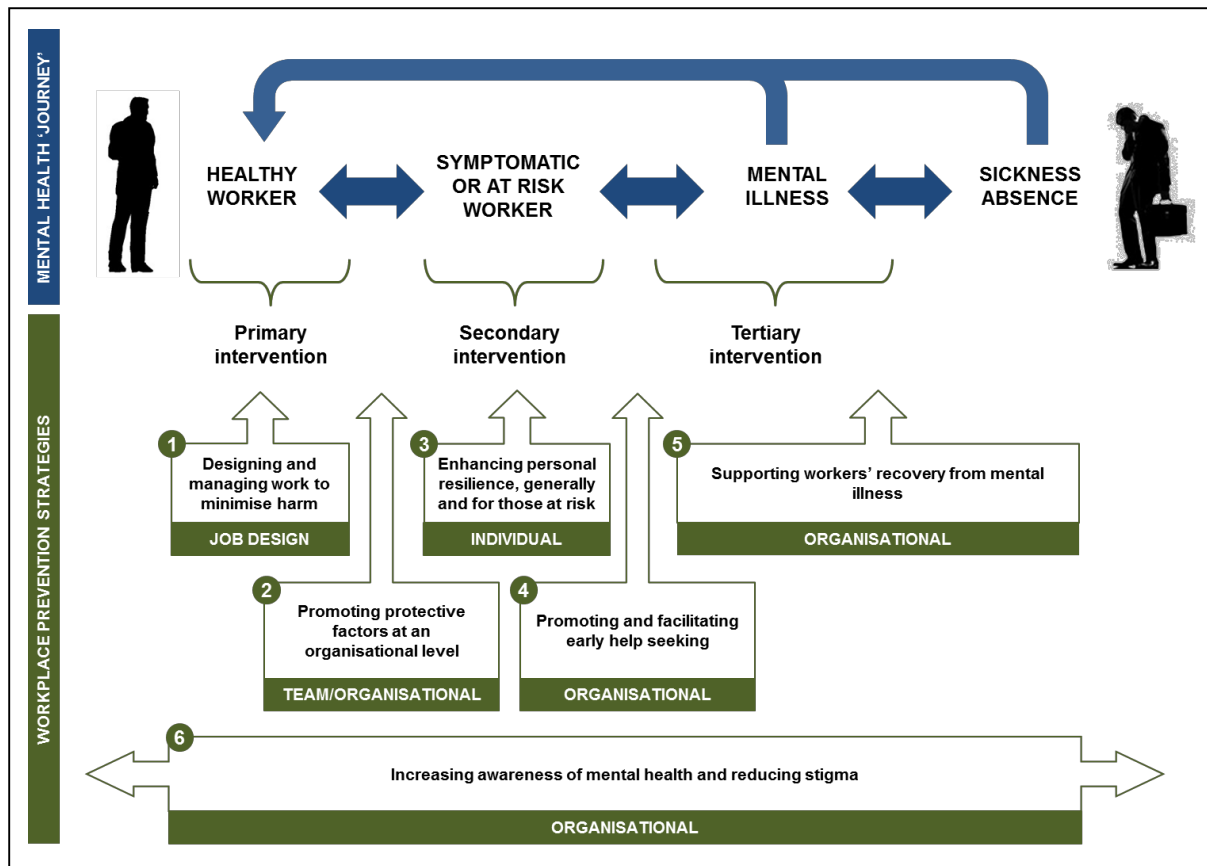 MENTAL HEALTH ‘JOURNEY’
HEALTHY
WORKER
SYMPTOMATIC
OR AT RISK
WORKER
MENTAL
ILLNESS
SICKNESS
ABSENCE
WORKPLACE PREVENTION STRATEGIES
Primary
intervention
Secondary
intervention
Tertiary
intervention
1
Designing and
managing work to
minimise harm
JOB DESIGN
3
Enhancing personal
resilience, generally
and for those at risk
INDIVIDUAL
5
Supporting workers’ recovery from mental
illness
ORGANISATIONAL
2
Promoting protective
factors at an
organisational level
TEAM/ORGANISATIONAL
4
Promoting and facilitating
early help seeking
ORGANISATIONAL
6
Increasing awareness of mental health and reducing stigma
ORGANISATIONAL